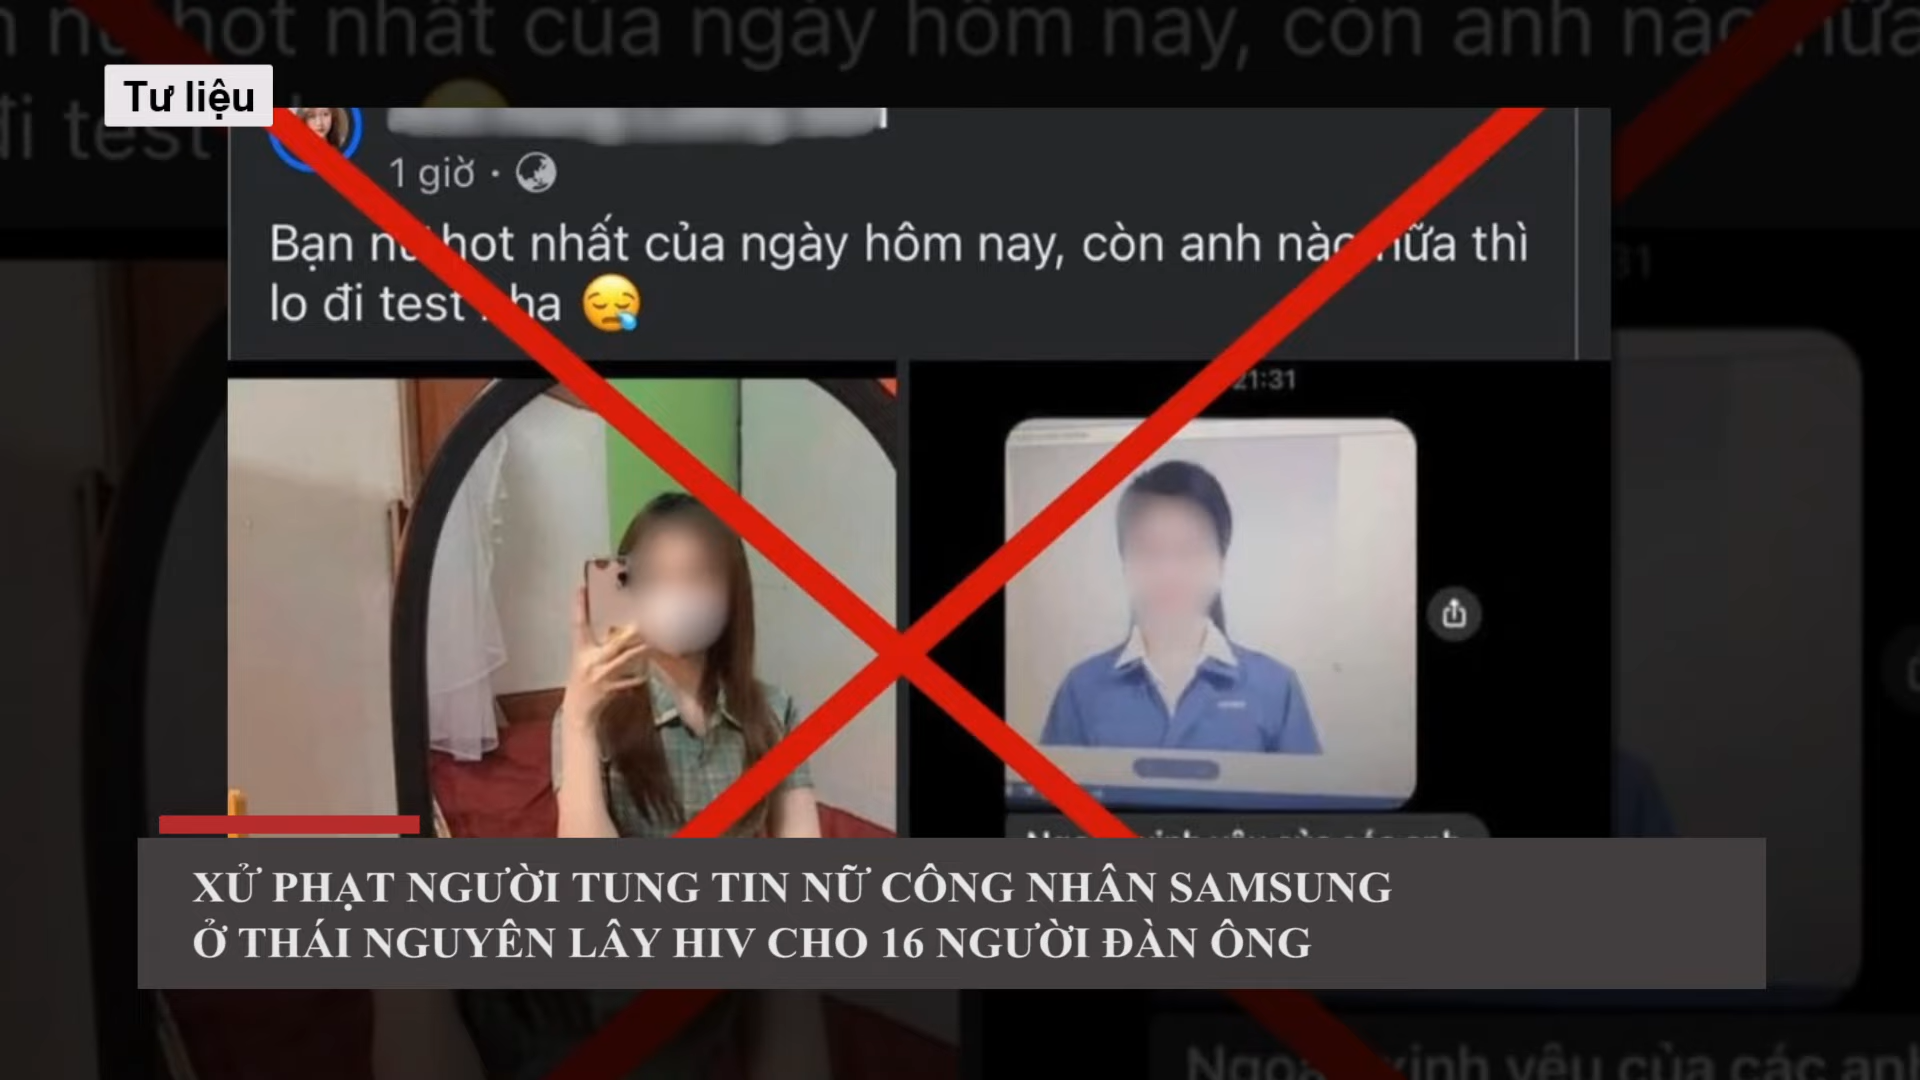 Tư liệu
1 giờ ·
Bạn nữ hot nhất của ngày hôm nay, còn anh nào nữa thì
lo đi test nha
21:31
XỬ PHẠT NGƯỜI TUNG TIN NỮ CÔNG NHÂN SAMSUNG
Ở THÁI NGUYÊN LÂY HIV CHO 16 NGƯỜI ĐÀN ÔNG